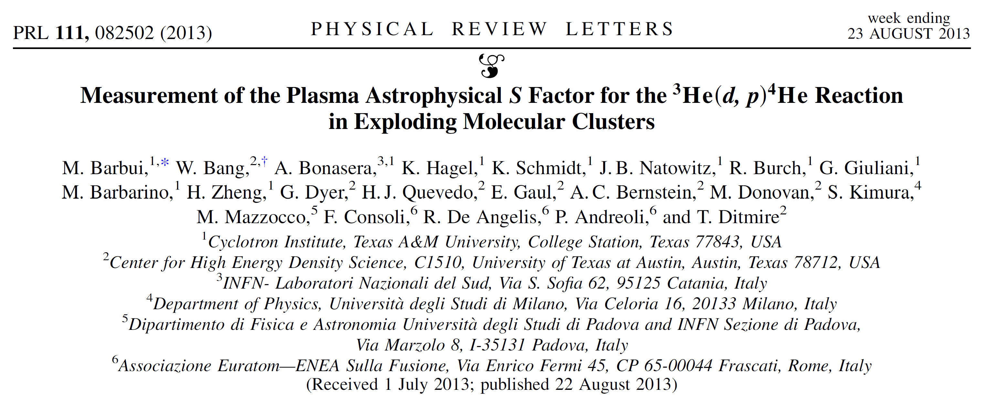 PRL 111, 082502 (2013)
PHYSICAL REVIEW LETTERS
week ending
23 AUGUST 2013
Measurement of the Plasma Astrophysical S Factor for the ³He(d, p)⁴He Reaction
in Exploding Molecular Clusters
M. Barbui,¹,* W. Bang,²,† A. Bonasera,³,¹ K. Hagel,¹ K. Schmidt,¹ J. B. Natowitz,¹ R. Burch,¹ G. Giuliani,¹
M. Barbarino,¹ H. Zheng,¹ G. Dyer,² H. J. Quevedo,² E. Gaul,² A. C. Bernstein,² M. Donovan,² S. Kimura,⁴
M. Mazzocco,⁵ F. Consoli,⁶ R. De Angelis,⁶ P. Andreoli,⁶ and T. Ditmire²
¹Cyclotron Institute, Texas A&M University, College Station, Texas 77843, USA
²Center for High Energy Density Science, C1510, University of Texas at Austin, Austin, Texas 78712, USA
³INFN- Laboratori Nazionali del Sud, Via S. Sofia 62, 95125 Catania, Italy
⁴Department of Physics, Università degli Studi di Milano, Via Celoria 16, 20133 Milano, Italy
⁵Dipartimento di Fisica e Astronomia Università degli Studi di Padova and INFN Sezione di Padova,
Via Marzolo 8, I-35131 Padova, Italy
⁶Associazione Euratom—ENEA Sulla Fusione, Via Enrico Fermi 45, CP 65-00044 Frascati, Rome, Italy
(Received 1 July 2013; published 22 August 2013)